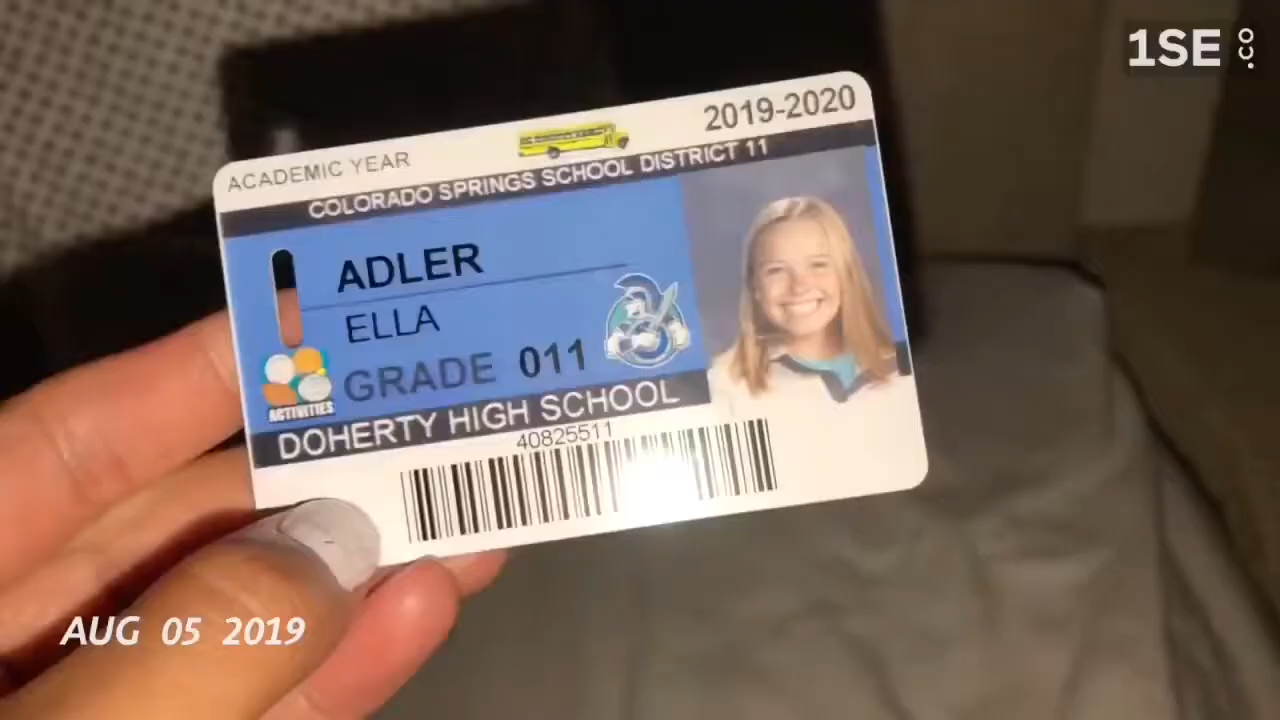 1SE.CO
ACADEMIC YEAR
2019-2020
COLORADO SPRINGS SCHOOL DISTRICT 11
ADLER
ELLA
GRADE 011
ACTIVITIES
DOHERTY HIGH SCHOOL
40825511
AUG 05 2019